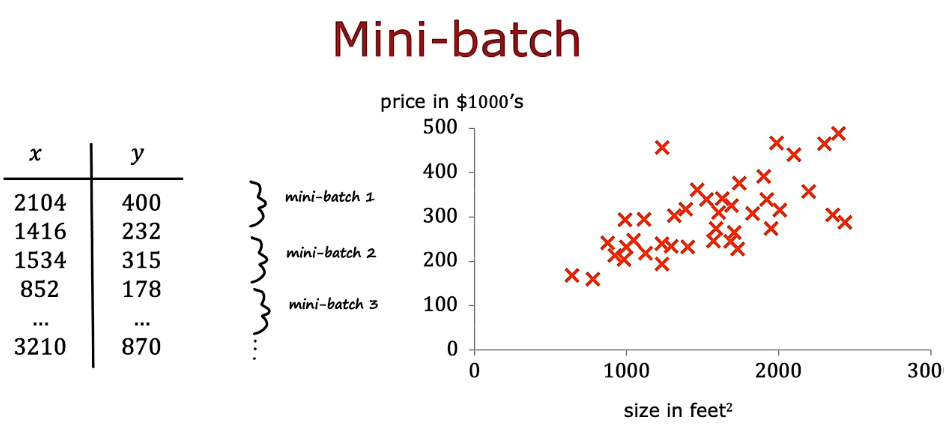 Mini-batch
x y
2104 400
1416 232
1534 315
852 178
... ...
3210 870
mini-batch 1
mini-batch 2
mini-batch 3
price in $1000's
500
400
300
200
100
0
0 1000 2000 300
size in feet²